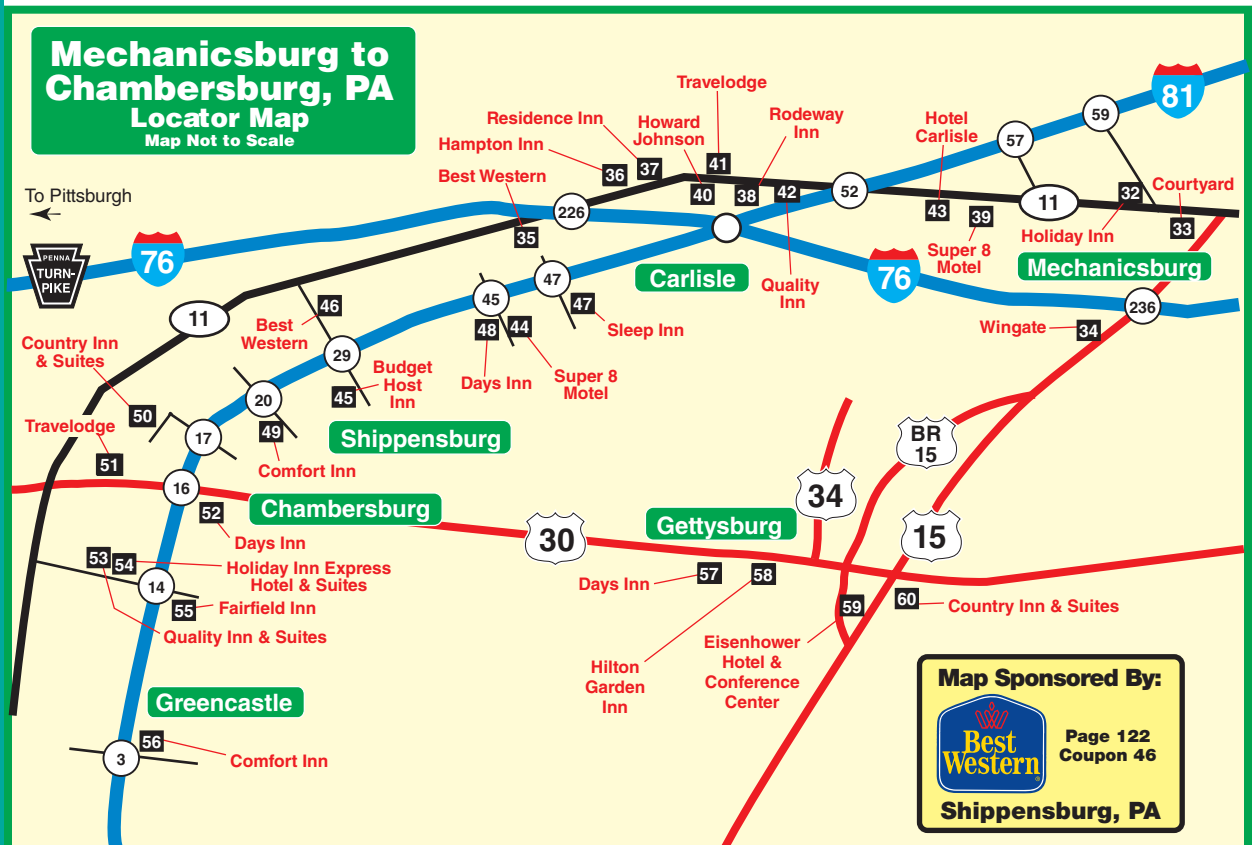 Mechanicsburg to
Chambersburg, PA
Locator Map
Map Not to Scale
To Pittsburgh
PENNA
TURN-
PIKE
76
81
Travelodge
41
Residence Inn
37
Howard
Johnson
40
Rodeway
Inn
38
Hampton Inn
36
Best Western
35
226
42
Quality
Inn
52
Hotel
Carlisle
43
39
Super 8
Motel
57
59
11
32
Holiday Inn
Courtyard
33
Mechanicsburg
Carlisle
76
236
Wingate
34
11
46
Best
Western
29
45
Budget
Host
Inn
45
48
Days Inn
44
Super 8
Motel
47
47
Sleep Inn
Country Inn
& Suites
50
20
49
Comfort Inn
17
Shippensburg
Travelodge
51
16
52
Days Inn
Chambersburg
30
Gettysburg
34
BR
15
15
53
54
Holiday Inn Express
Hotel & Suites
14
55
Fairfield Inn
Quality Inn & Suites
Days Inn
57
58
Hilton
Garden
Inn
59
Eisenhower
Hotel &
Conference
Center
60
Country Inn & Suites
Greencastle
3
56
Comfort Inn
Map Sponsored By:
Best
Western
Page 122
Coupon 46
Shippensburg, PA